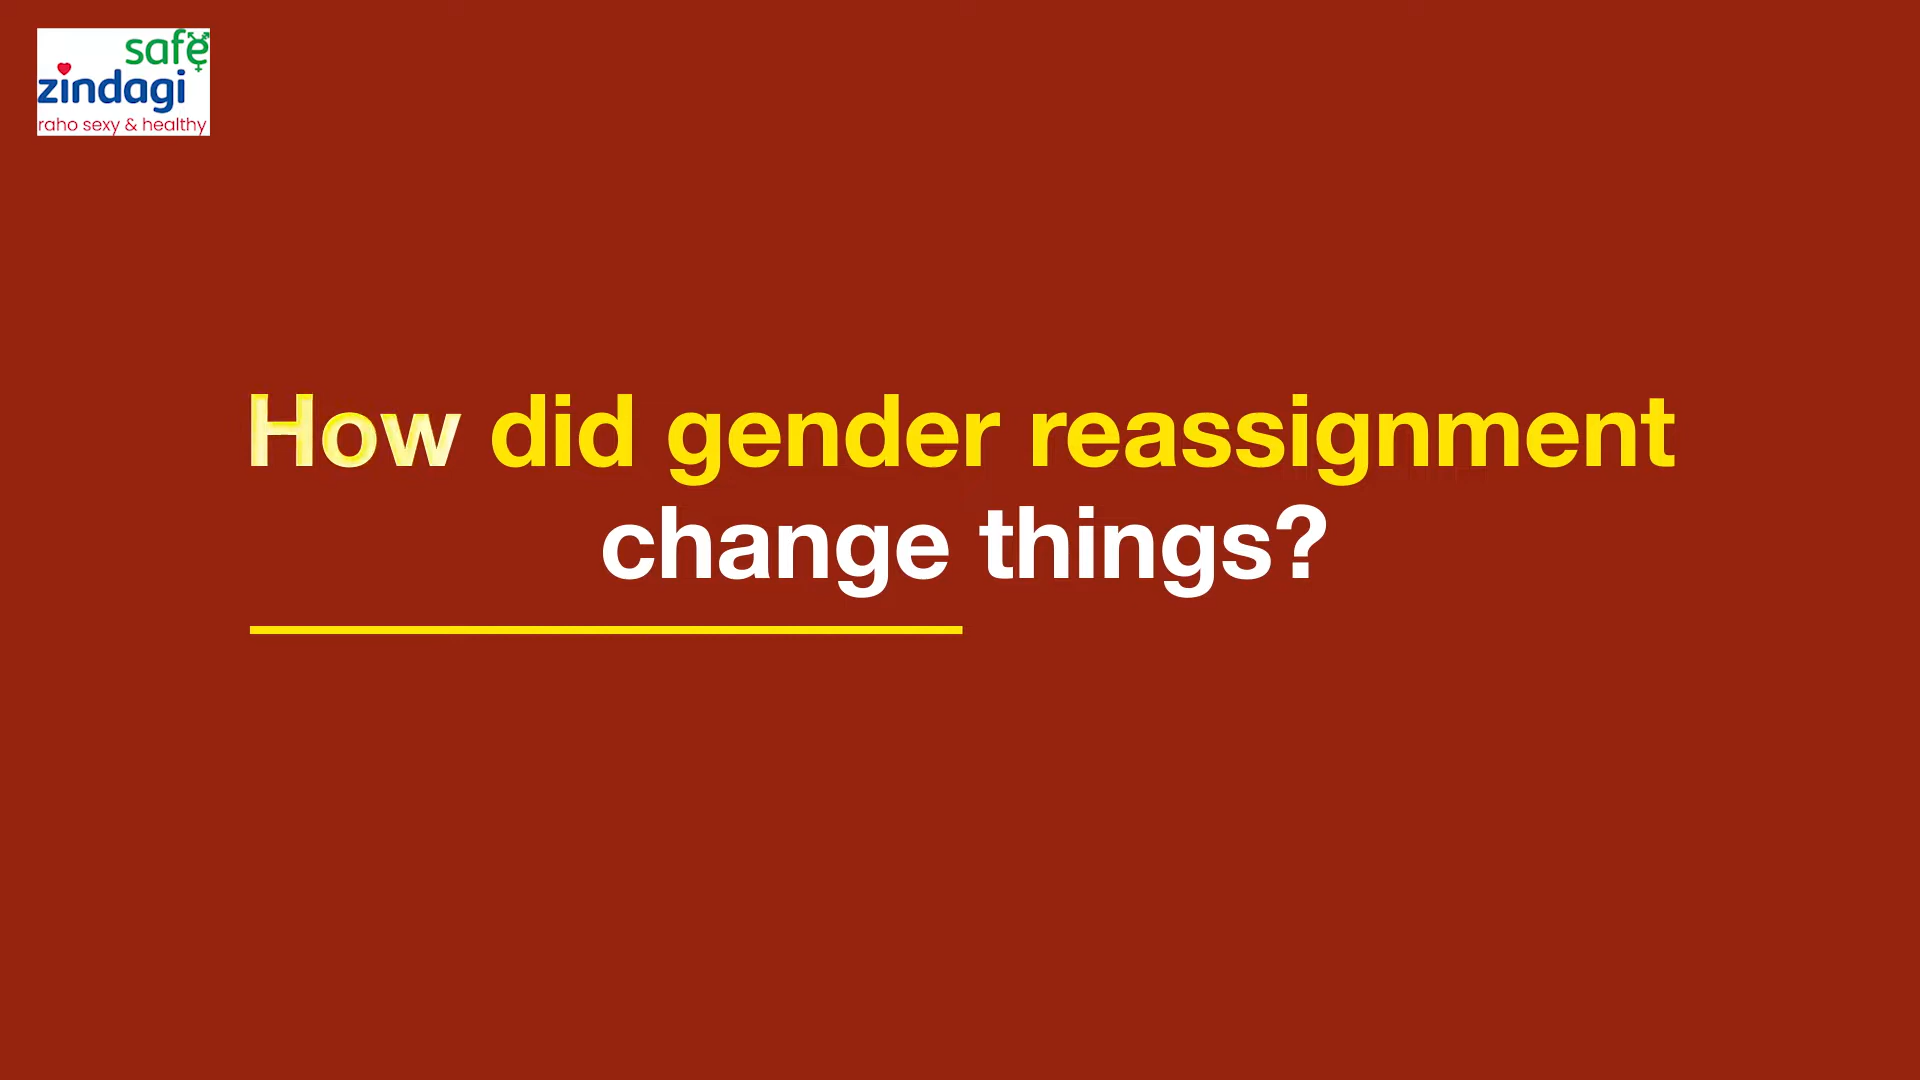 safe
zindagi
raho sexy & healthy
How did gender reassignment
change things?